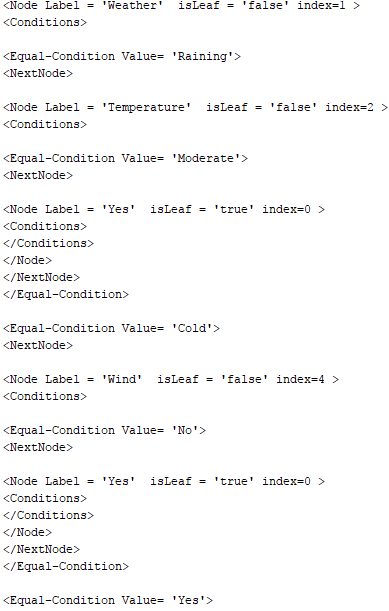 <Node Label = 'Weather'  isLeaf = 'false' index=1 >
<Conditions>
<Equal-Condition Value= 'Raining'>
<NextNode>
<Node Label = 'Temperature'  isLeaf = 'false' index=2 >
<Conditions>
<Equal-Condition Value= 'Moderate'>
<NextNode>
<Node Label = 'Yes'  isLeaf = 'true' index=0 >
<Conditions>
</Conditions>
</Node>
</NextNode>
</Equal-Condition>
<Equal-Condition Value= 'Cold'>
<NextNode>
<Node Label = 'Wind'  isLeaf = 'false' index=4 >
<Conditions>
<Equal-Condition Value= 'No'>
<NextNode>
<Node Label = 'Yes'  isLeaf = 'true' index=0 >
<Conditions>
</Conditions>
</Node>
</NextNode>
</Equal-Condition>
<Equal-Condition Value= 'Yes'>